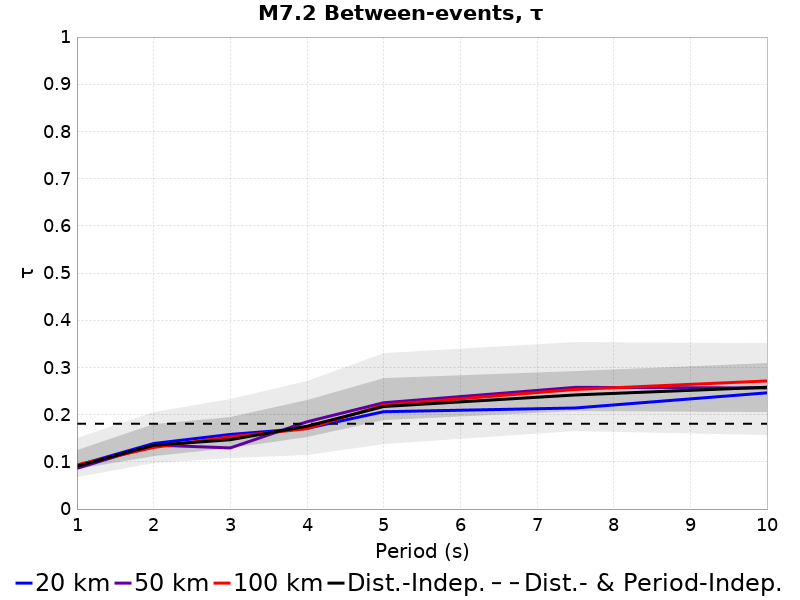 M7.2 Between-events, τ
1
0.9
0.8
0.7
0.6
0.5
0.4
0.3
0.2
0.1
0
τ
1 2 3 4 5 6 7 8 9 10
Period (s)
20 km 50 km 100 km Dist.-Indep. Dist.- & Period-Indep.